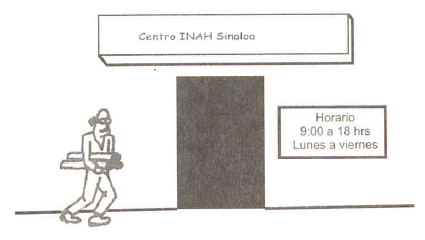 Centro INAH Sinaloa
Horario
9:00 a 18 hrs
Lunes a viernes